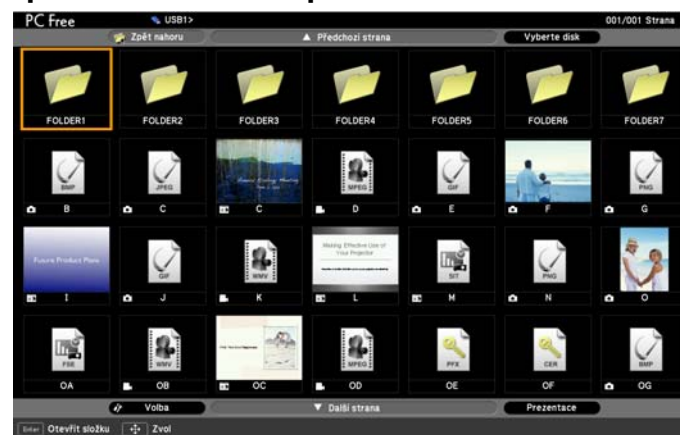 PC Free USB1> 001/001 Strana
Zpět nahoru Předchozí strana Vyberte disk
FOLDER1 FOLDER2 FOLDER3 FOLDER4 FOLDER5 FOLDER6 FOLDER7
BMP JPEG MPEG GIF PNG
B C C D E F G
Future Product Plans GIF WMV Making Effective Use of SIT PNG
Your Projector
I J K L M N O
FSE WMV MPEG PFX CER BMP
OA OB OC OD OE OF OG
Volba Další strana Prezentace
Enter Otevřít složku Zvol